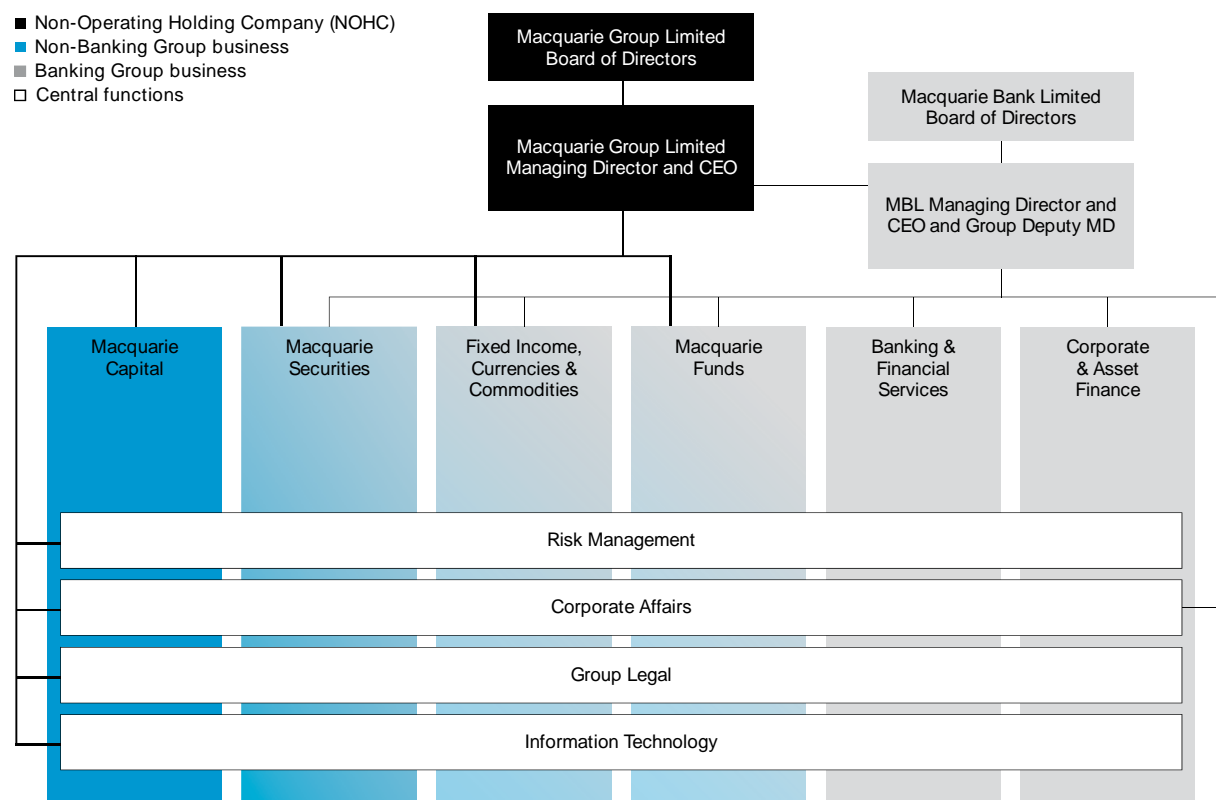 Non-Operating Holding Company (NOHC)
Non-Banking Group business
Banking Group business
Central functions
Macquarie Group Limited
Board of Directors
Macquarie Bank Limited
Board of Directors
Macquarie Group Limited
Managing Director and CEO
MBL Managing Director and
CEO and Group Deputy MD
Macquarie
Capital
Macquarie
Securities
Fixed Income,
Currencies &
Commodities
Macquarie
Funds
Banking &
Financial
Services
Corporate
& Asset
Finance
Risk Management
Corporate Affairs
Group Legal
Information Technology